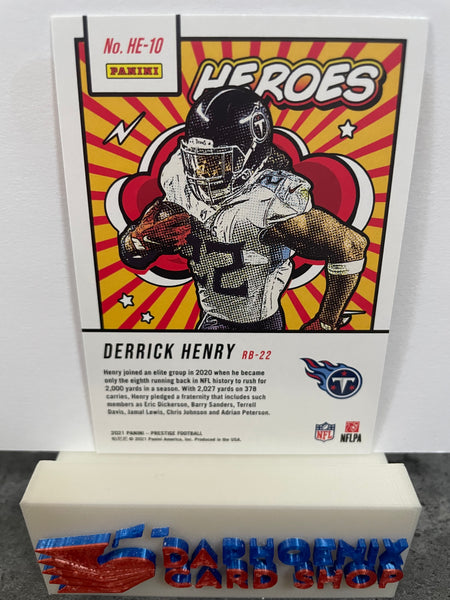 No. HE-10
PANINI
HEROES
22
DERRICK HENRY RB-22
Henry joined an elite group in 2020 when he became
only the eighth running back in NFL history to rush for
2,000 yards in a season. With 2,027 yards on 378
carries, Henry pledged a fraternity that includes such
members as Eric Dickerson, Barry Sanders, Terrell
Davis, Jamal Lewis, Chris Johnson and Adrian Peterson.
2021 PANINI – PRESTIGE FOOTBALL
© 2021 Panini America, Inc. Produced in the USA.
NFL
NFLPA
DAPHOENIX
CARD SHOP